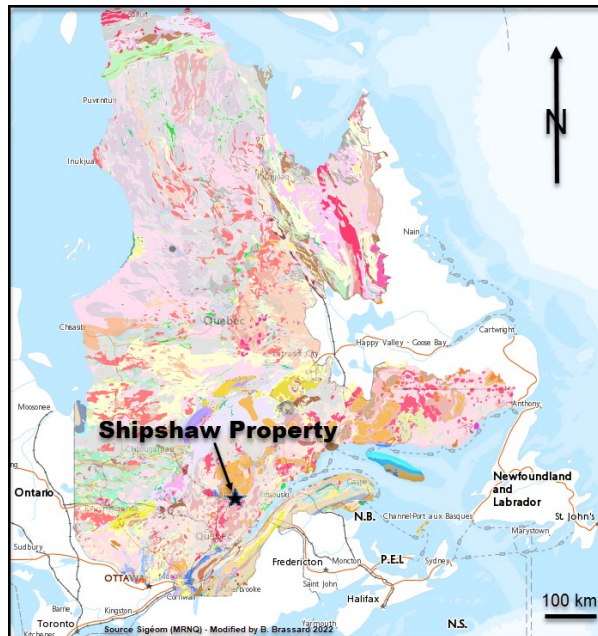 Puvirnituq
N
Inukjuak
Nain
Chisasibi
Quebec
Cartwright
Labrador City
Happy Valley - Goose Bay
Moosonee
Anthony
Shipshaw Property
Rimouski
Gaspé
Newfoundland
and
Labrador
Ontario
N.B.
Channel-Port aux Basques
St. John's
Marystown
Québec
Sudbury
Fredericton
Moncton
P.E.I.
Sydney
OTTAWA
Saint John
Barrie
Kingston
Cornwall
Sherbrooke
Halifax
100 km
Toronto
Yarmouth
Kitchener
Source Sigéom (MRNQ) - Modified by B. Brassard 2022
N.S.